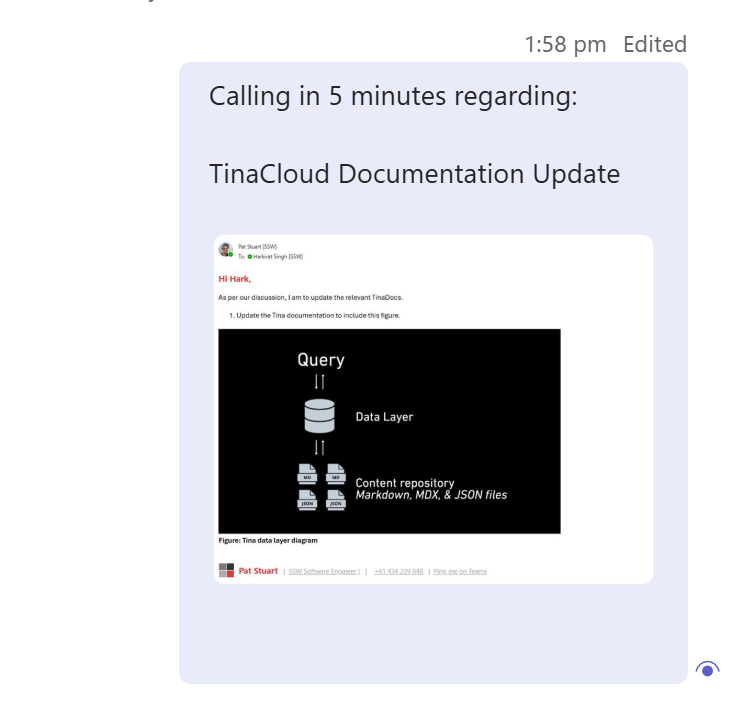 1:58 pm Edited
Calling in 5 minutes regarding:
TinaCloud Documentation Update
Pat Stuart [SSW]
To: Harkirat Singh [SSW]
Hi Hark,
As per our discussion, I am to update the relevant TinaDocs.
1. Update the Tina documentation to include this figure.
Query
Data Layer
MD MD
Content repository
JSON JSON
Markdown, MDX, & JSON files
Figure: Tina data layer diagram
Pat Stuart | SSW Software Engineer I | +61 434 239 848 | Ping me on Teams